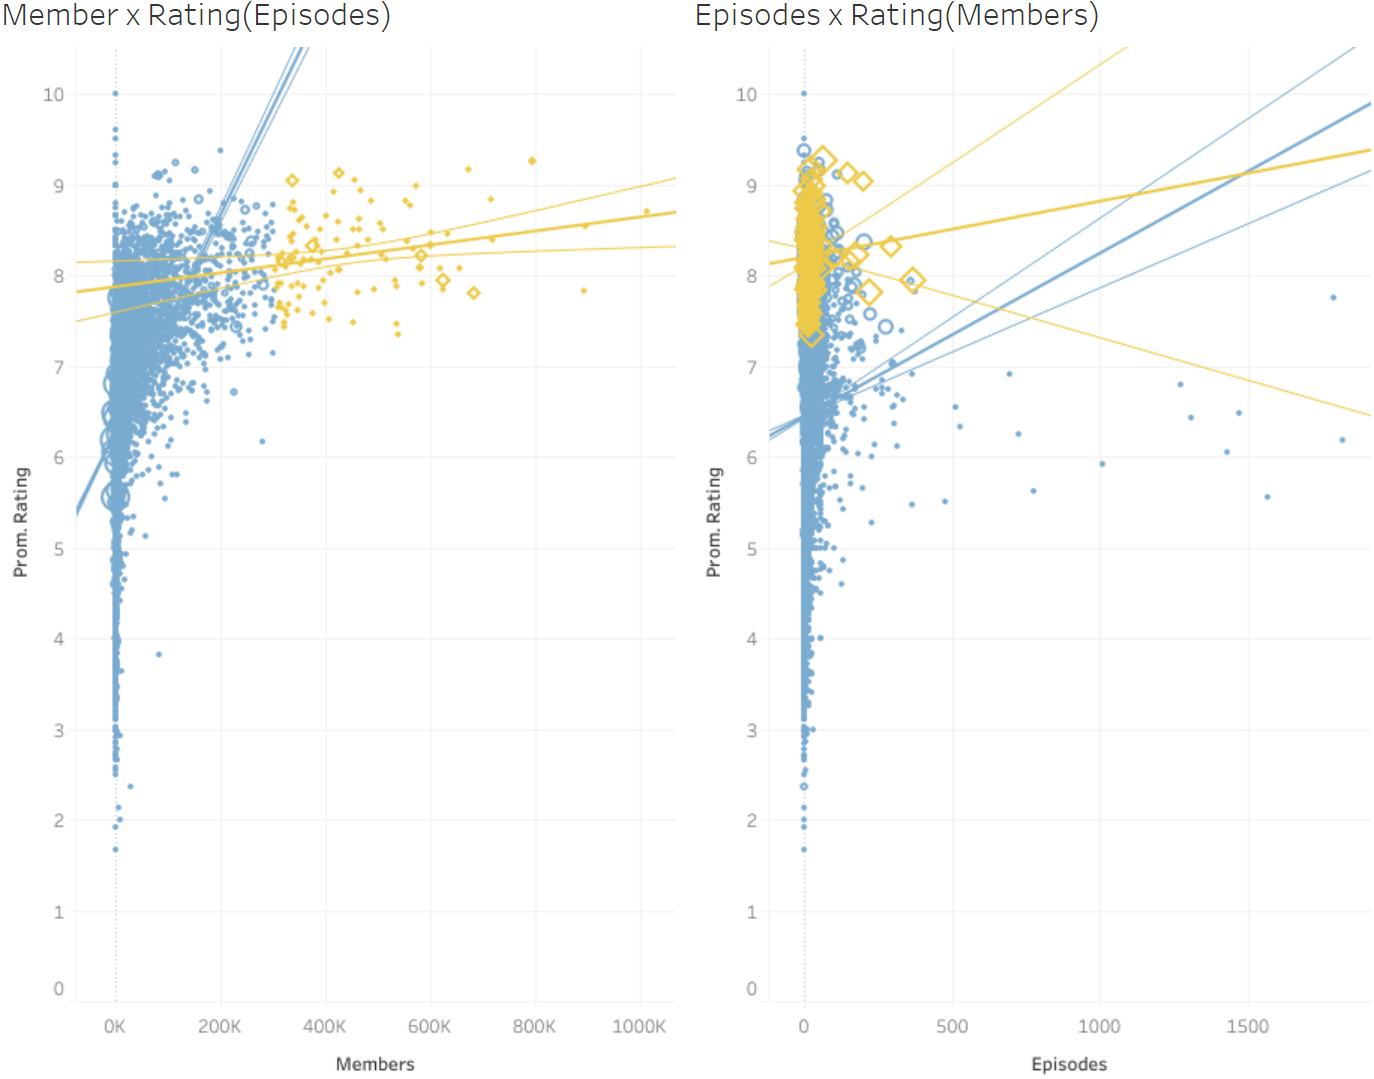 Member x Rating(Episodes)
10
9
8
7
6
5
4
3
2
1
0
Prom. Rating
0K 200K 400K 600K 800K 1000K
Members
Episodes x Rating(Members)
10
9
8
7
6
5
4
3
2
1
0
Prom. Rating
0 500 1000 1500
Episodes